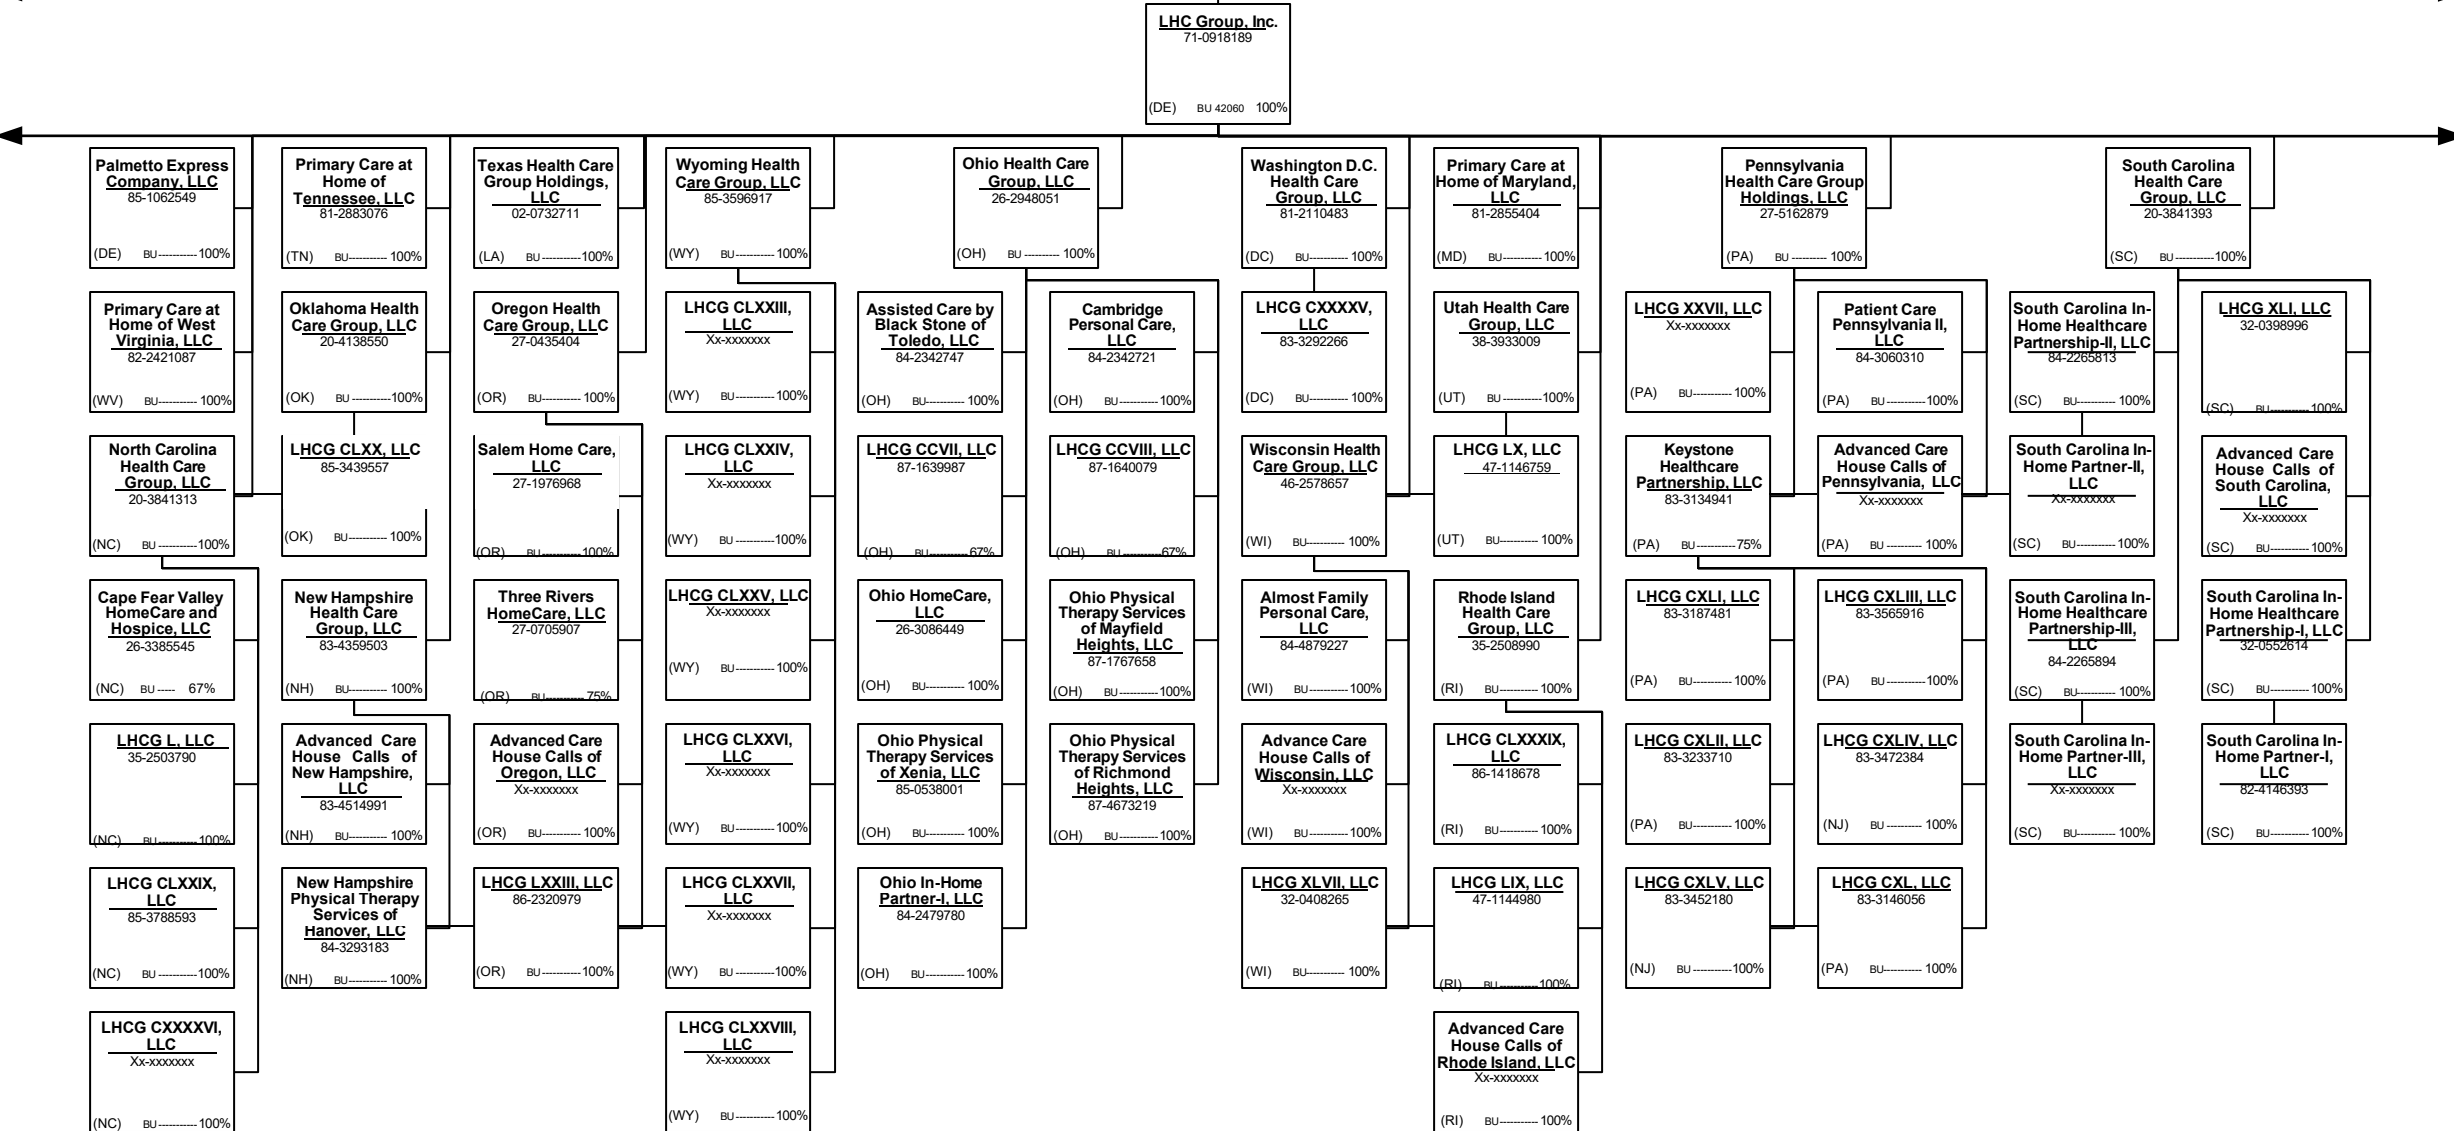 LHC Group, Inc.
71-0918189
(DE) BU 42060 100%
Palmetto Express
Company, LLC
85-1062549
(DE) BU-----------100%
Primary Care at
Home of
Tennessee, LLC
81-2883076
(TN) BU----------- 100%
Texas Health Care
Group Holdings,
LLC
02-0732711
(LA) BU -----------100%
Wyoming Health
Care Group, LLC
85-3596917
(WY) BU----------- 100%
Ohio Health Care
Group, LLC
26-2948051
(OH) BU ---------- 100%
Washington D.C.
Health Care
Group, LLC
81-2110483
(DC) BU----------- 100%
Primary Care at
Home of Maryland,
LLC
81-2855404
(MD) BU-----------100%
Pennsylvania
Health Care Group
Holdings, LLC
27-5162879
(PA) BU ---------- 100%
South Carolina
Health Care
Group, LLC
20-3841393
(SC) BU -----------100%
Primary Care at
Home of West
Virginia, LLC
82-2421087
(WV) BU----------- 100%
Oklahoma Health
Care Group, LLC
20-4138550
(OK) BU -----------100%
Oregon Health
Care Group, LLC
27-0435404
(OR) BU----------- 100%
LHCG CLXXIII,
LLC
Xx-xxxxxxx
(WY) BU----------- 100%
Assisted Care by
Black Stone of
Toledo, LLC
84-2342747
(OH) BU-----------100%
Cambridge
Personal Care,
LLC
84-2342721
(OH) BU-----------100%
LHCG CXXXXV,
LLC
83-3292266
(DC) BU----------- 100%
Utah Health Care
Group, LLC
38-3933009
(UT) BU -----------100%
LHCG XXVII, LLC
Xx-xxxxxxx
(PA) BU----------- 100%
Patient Care
Pennsylvania II,
LLC
84-3060310
(PA) BU ---------- 100%
South Carolina In-
Home Healthcare
Partnership-II, LLC
84-2265813
(SC) BU----------- 100%
LHCG XLI, LLC
32-0398996
(SC) BU-----------100%
North Carolina
Health Care
Group, LLC
20-3841313
(NC) BU -----------100%
LHCG CLXX, LLC
85-3439557
(OK) BU----------- 100%
Salem Home Care,
LLC
27-1976968
(OR) BU-----------100%
LHCG CLXXIV,
LLC
Xx-xxxxxxx
(WY) BU-----------100%
LHCG CCVII, LLC
87-1639987
(OH) BU-----------67%
LHCG CCVIII, LLC
87-1640079
(OH) BU-----------67%
Wisconsin Health
Care Group, LLC
46-2578657
(WI) BU----------- 100%
LHCG LX, LLC
47-1146759
(UT) BU----------- 100%
Keystone
Healthcare
Partnership, LLC
83-3134941
(PA) BU -----------75%
Advanced Care
House Calls of
Pennsylvania, LLC
Xx-xxxxxxx
(PA) BU ---------- 100%
South Carolina In-
Home Partner-II,
LLC
Xx-xxxxxxx
(SC) BU----------- 100%
Advanced Care
House Calls of
South Carolina,
LLC
Xx-xxxxxxx
(SC) BU----------- 100%
Cape Fear Valley
HomeCare and
Hospice, LLC
26-3385545
(NC) BU ----- 67%
New Hampshire
Health Care
Group, LLC
83-4359503
(NH) BU----------- 100%
Three Rivers
HomeCare, LLC
27-0705907
(OR) BU----------- 75%
LHCG CLXXV, LLC
Xx-xxxxxxx
(WY) BU----------- 100%
Ohio HomeCare,
LLC
26-3086449
(OH) BU----------- 100%
Ohio Physical
Therapy Services
of Mayfield
Heights, LLC
87-1767658
(OH) BU-----------100%
Almost Family
Personal Care,
LLC
84-4879227
(WI) BU-----------100%
Rhode Island
Health Care
Group, LLC
35-2508990
(RI) BU----------- 100%
LHCG CXLI, LLC
83-3187481
(PA) BU----------- 100%
LHCG CXLIII, LLC
83-3565916
(PA) BU ---------- 100%
South Carolina In-
Home Healthcare
Partnership-III,
LLC
84-2265894
(SC) BU----------- 100%
South Carolina In-
Home Healthcare
Partnership-I, LLC
32-0552614
(SC) BU----------- 100%
LHCG L, LLC
35-2503790
(NC) BU----------- 100%
Advanced Care
House Calls of
New Hampshire,
LLC
83-4514991
(NH) BU----------- 100%
Advanced Care
House Calls of
Oregon, LLC
Xx-xxxxxxx
(OR) BU-----------100%
LHCG CLXXVI,
LLC
Xx-xxxxxxx
(WY) BU----------- 100%
Ohio Physical
Therapy Services
of Xenia, LLC
85-0538001
(OH) BU----------- 100%
Ohio Physical
Therapy Services
of Richmond
Heights, LLC
87-4673219
(OH) BU-----------100%
Advance Care
House Calls of
Wisconsin, LLC
Xx-xxxxxxx
(WI) BU----------- 100%
LHCG CLXXXIX,
LLC
86-1418678
(RI) BU----------- 100%
LHCG CXLII, LLC
83-3233710
(PA) BU----------- 100%
LHCG CXLIV, LLC
83-3472384
(NJ) BU ---------- 100%
South Carolina In-
Home Partner-III,
LLC
Xx-xxxxxxx
(SC) BU----------- 100%
South Carolina In-
Home Partner-I,
LLC
82-4146393
(SC) BU----------- 100%
LHCG CLXXIX,
LLC
85-3788593
(NC) BU -----------100%
New Hampshire
Physical Therapy
Services of
Hanover, LLC
84-3293183
(NH) BU----------- 100%
LHCG LXXIII, LLC
86-2320979
(OR) BU-----------100%
LHCG CLXXVII,
LLC
Xx-xxxxxxx
(WY) BU-----------100%
Ohio In-Home
Partner-I, LLC
84-2479780
(OH) BU -----------100%
LHCG XLVII, LLC
32-0408265
(WI) BU----------- 100%
LHCG LIX, LLC
47-1144980
(RI) BU-----------100%
LHCG CXLV, LLC
83-3452180
(NJ) BU -----------100%
LHCG CXL, LLC
83-3146056
(PA) BU----------- 100%
LHCG CXXXXVI,
LLC
Xx-xxxxxxx
(NC) BU----------- 100%
LHCG CLXXVIII,
LLC
Xx-xxxxxxx
(WY) BU-----------100%
Advanced Care
House Calls of
Rhode Island, LLC
Xx-xxxxxxx
(RI) BU----------- 100%